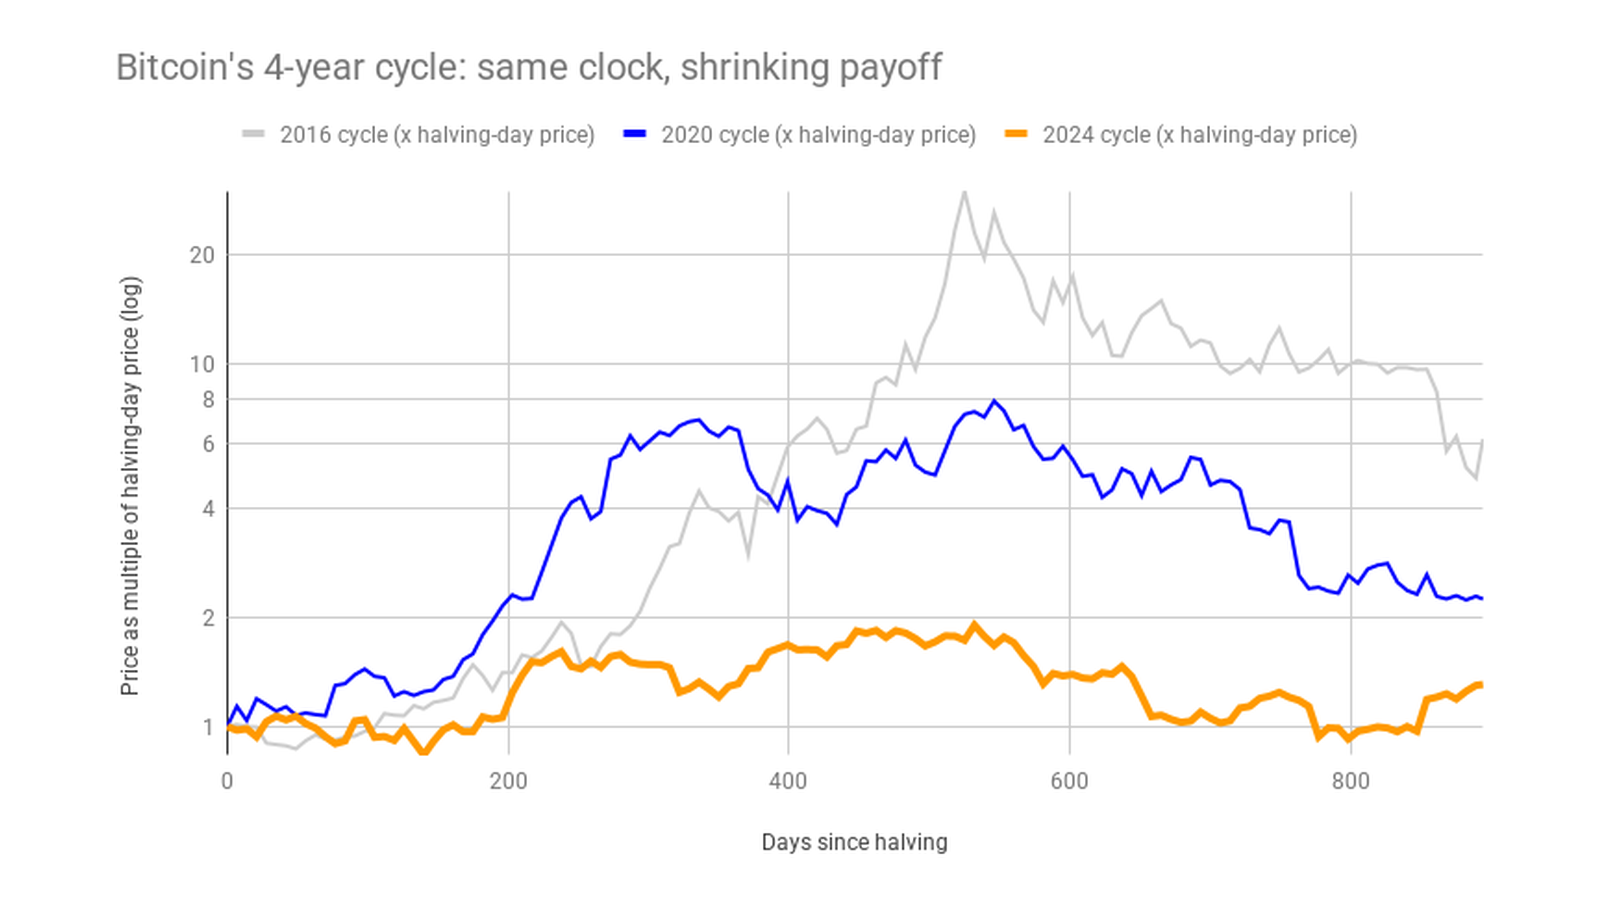 Bitcoin's 4-year cycle: same clock, shrinking payoff
2016 cycle (x halving-day price) 2020 cycle (x halving-day price) 2024 cycle (x halving-day price)
Price as multiple of halving-day price (log)
20
10
8
6
4
2
1
0 200 400 600 800
Days since halving